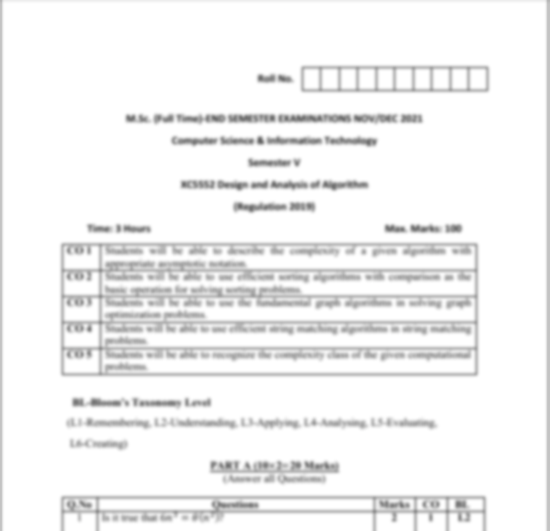 Roll No.
M.Sc. (Full Time)-END SEMESTER EXAMINATIONS NOV/DEC 2021
Computer Science & Information Technology
Semester V
XCS552 Design and Analysis of Algorithm
(Regulation 2019)
Time: 3 Hours Max. Marks: 100
CO 1 Students will be able to describe the complexity of a given algorithm with
appropriate asymptotic notation.
CO 2 Students will be able to use efficient sorting algorithms with comparison as the
basic operation for solving sorting problems.
CO 3 Students will be able to use the fundamental graph algorithms in solving graph
optimization problems.
CO 4 Students will be able to use efficient string matching algorithms in string matching
problems.
CO 5 Students will be able to recognize the complexity class of the given computational
problems.
BL-Bloom's Taxonomy Level
(L1-Remembering, L2-Understanding, L3-Applying, L4-Analysing, L5-Evaluating,
L6-Creating)
PART A (10×2=20 Marks)
(Answer all Questions)
Q.No Questions Marks CO BL
1 Is it true that 2 1 L2